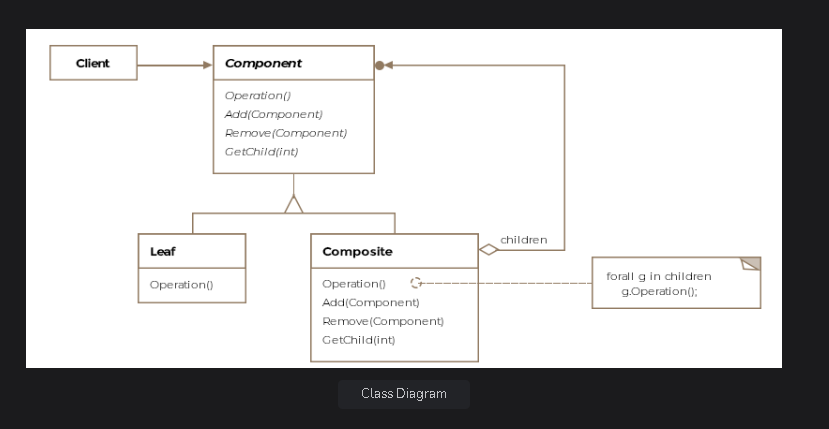 Client
Component
Operation()
Add(Component)
Remove(Component)
GetChild(int)
Leaf
Operation()
Composite
Operation()
Add(Component)
Remove(Component)
GetChild(int)
children
forall g in children
g.Operation();
Class Diagram